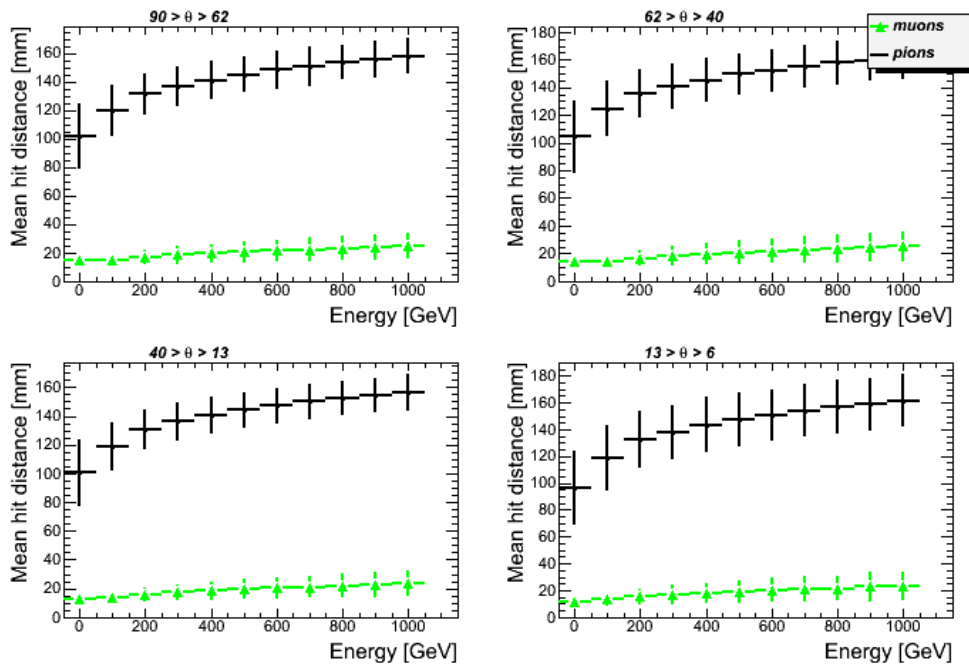 90 > θ > 62
Mean hit distance [mm]
160
140
120
100
80
60
40
20
0
0 200 400 600 800 1000
Energy [GeV]
62 > θ > 40
muons
pions
Mean hit distance [mm]
180
160
140
120
100
80
60
40
20
0
0 200 400 600 800 1000
Energy [GeV]
40 > θ > 13
Mean hit distance [mm]
160
140
120
100
80
60
40
20
0
0 200 400 600 800 1000
Energy [GeV]
13 > θ > 6
Mean hit distance [mm]
180
160
140
120
100
80
60
40
20
0
0 200 400 600 800 1000
Energy [GeV]